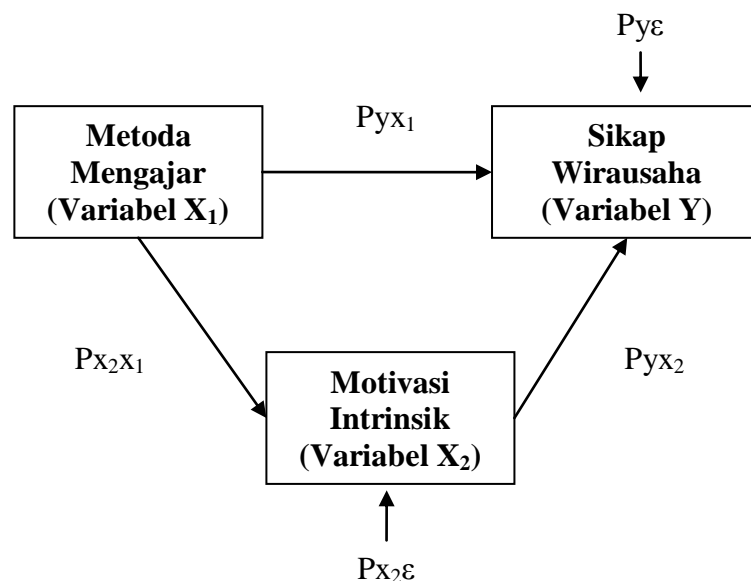 Pyε
Pyx₁
Metoda
Mengajar
(Variabel X₁)
Sikap
Wirausaha
(Variabel Y)
Px₂x₁
Pyx₂
Motivasi
Intrinsik
(Variabel X₂)
Px₂ε